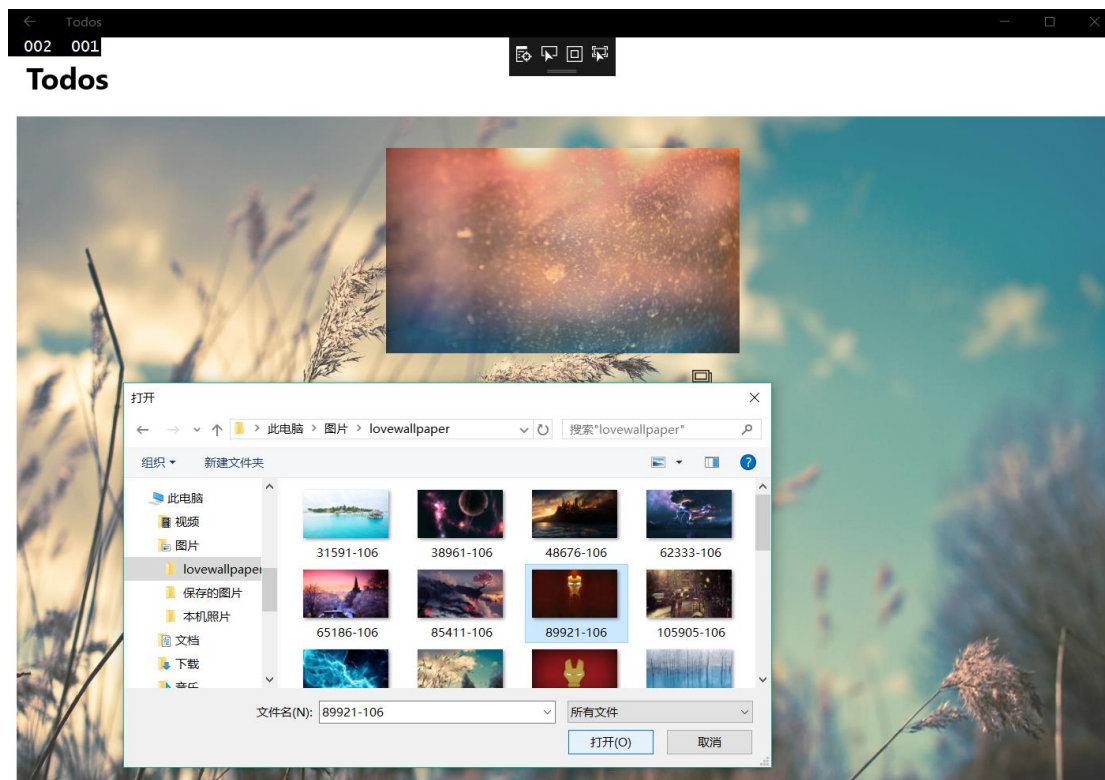 Todos
002 001
Todos
打开
此电脑 > 图片 > lovewallpaper
搜索"lovewallpaper"
组织
新建文件夹
?
此电脑
视频
图片
lovewallpaper
保存的图片
本机照片
文档
下载
音乐
31591-106 38961-106 48676-106 62333-106
65186-106 85411-106 89921-106 105905-106
文件名(N): 89921-106
所有文件
打开(O) 取消